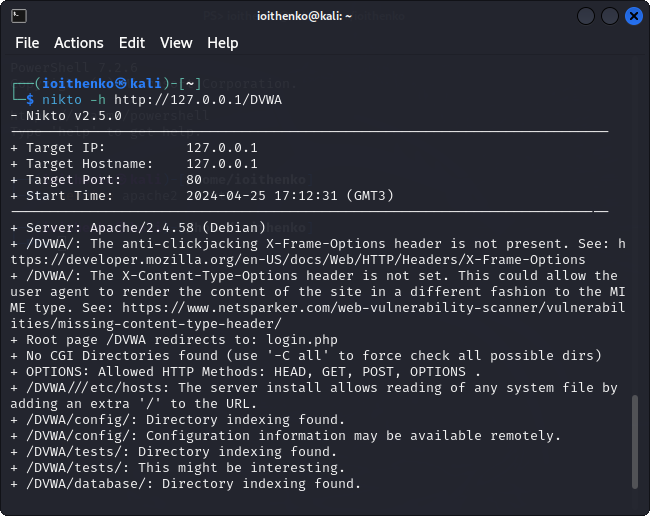 ioithenko@kali: ~
File Actions Edit View Help
┌──(ioithenko㉿kali)-[~]
└─$ nikto -h http://127.0.0.1/DVWA
- Nikto v2.5.0
---------------------------------------------------------------------------
+ Target IP:          127.0.0.1
+ Target Hostname:    127.0.0.1
+ Target Port:        80
+ Start Time:         2024-04-25 17:12:31 (GMT3)
---------------------------------------------------------------------------
+ Server: Apache/2.4.58 (Debian)
+ /DVWA/: The anti-clickjacking X-Frame-Options header is not present. See: h
ttps://developer.mozilla.org/en-US/docs/Web/HTTP/Headers/X-Frame-Options
+ /DVWA/: The X-Content-Type-Options header is not set. This could allow the
user agent to render the content of the site in a different fashion to the MI
ME type. See: https://www.netsparker.com/web-vulnerability-scanner/vulnerabil
ities/missing-content-type-header/
+ Root page /DVWA redirects to: login.php
+ No CGI Directories found (use '-C all' to force check all possible dirs)
+ OPTIONS: Allowed HTTP Methods: HEAD, GET, POST, OPTIONS .
+ /DVWA///etc/hosts: The server install allows reading of any system file by
adding an extra '/' to the URL.
+ /DVWA/config/: Directory indexing found.
+ /DVWA/config/: Configuration information may be available remotely.
+ /DVWA/tests/: Directory indexing found.
+ /DVWA/tests/: This might be interesting.
+ /DVWA/database/: Directory indexing found.